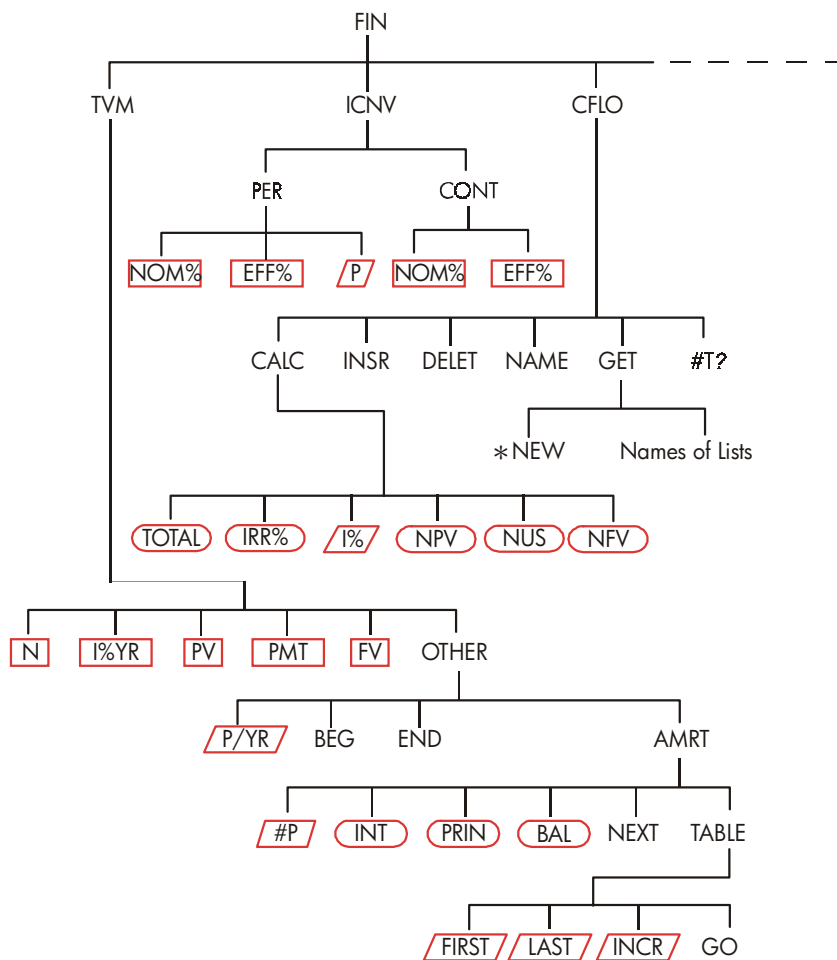 FIN
TVM ICNV CFLO
PER CONT
NOM% EFF% P NOM% EFF%
CALC INSR DELET NAME GET #T?
*NEW Names of Lists
TOTAL IRR% I% NPV NUS NFV
N I%YR PV PMT FV OTHER
P/YR BEG END AMRT
#P INT PRIN BAL NEXT TABLE
FIRST LAST INCR GO